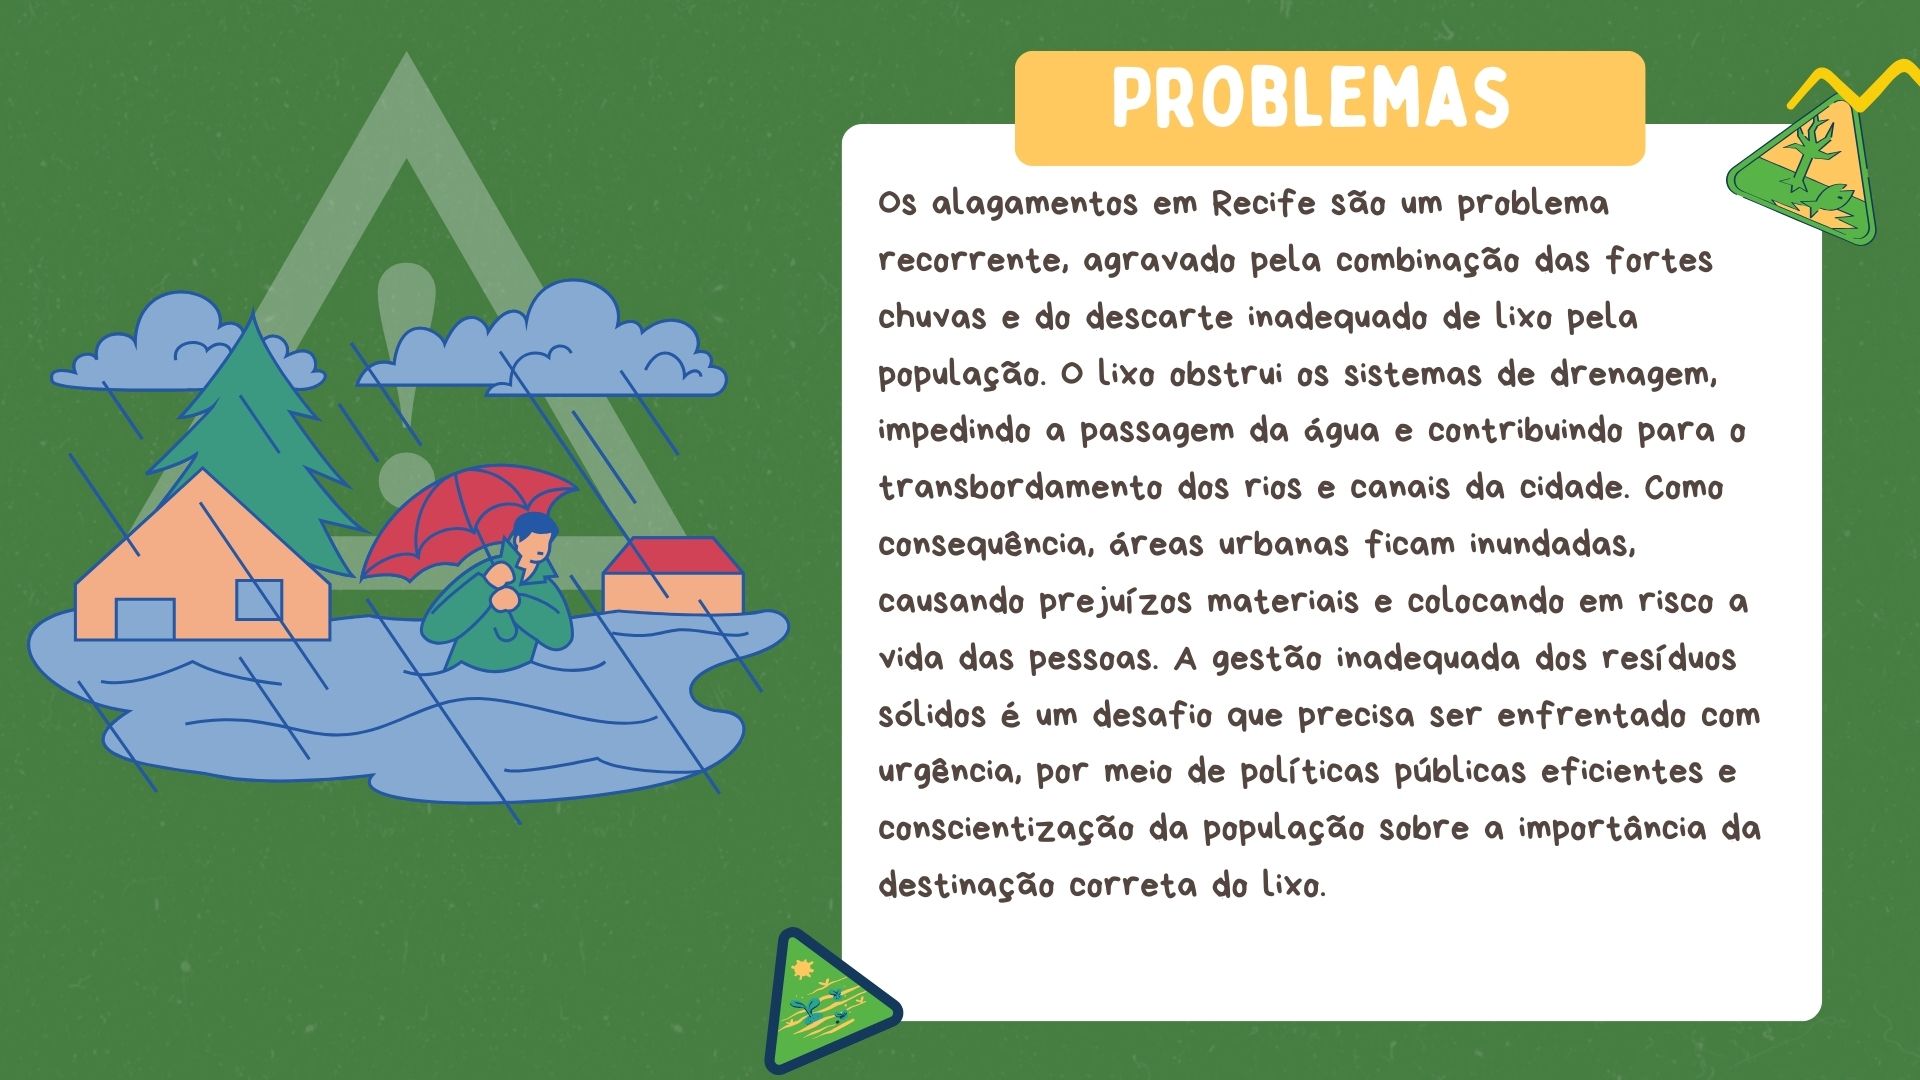 PROBLEMAS
Os alagamentos em Recife são um problema
recorrente, agravado pela combinação das fortes
chuvas e do descarte inadequado de lixo pela
população. O lixo obstrui os sistemas de drenagem,
impedindo a passagem da água e contribuindo para o
transbordamento dos rios e canais da cidade. Como
consequência, áreas urbanas ficam inundadas,
causando prejuízos materiais e colocando em risco a
vida das pessoas. A gestão inadequada dos resíduos
sólidos é um desafio que precisa ser enfrentado com
urgência, por meio de políticas públicas eficientes e
conscientização da população sobre a importância da
destinação correta do lixo.